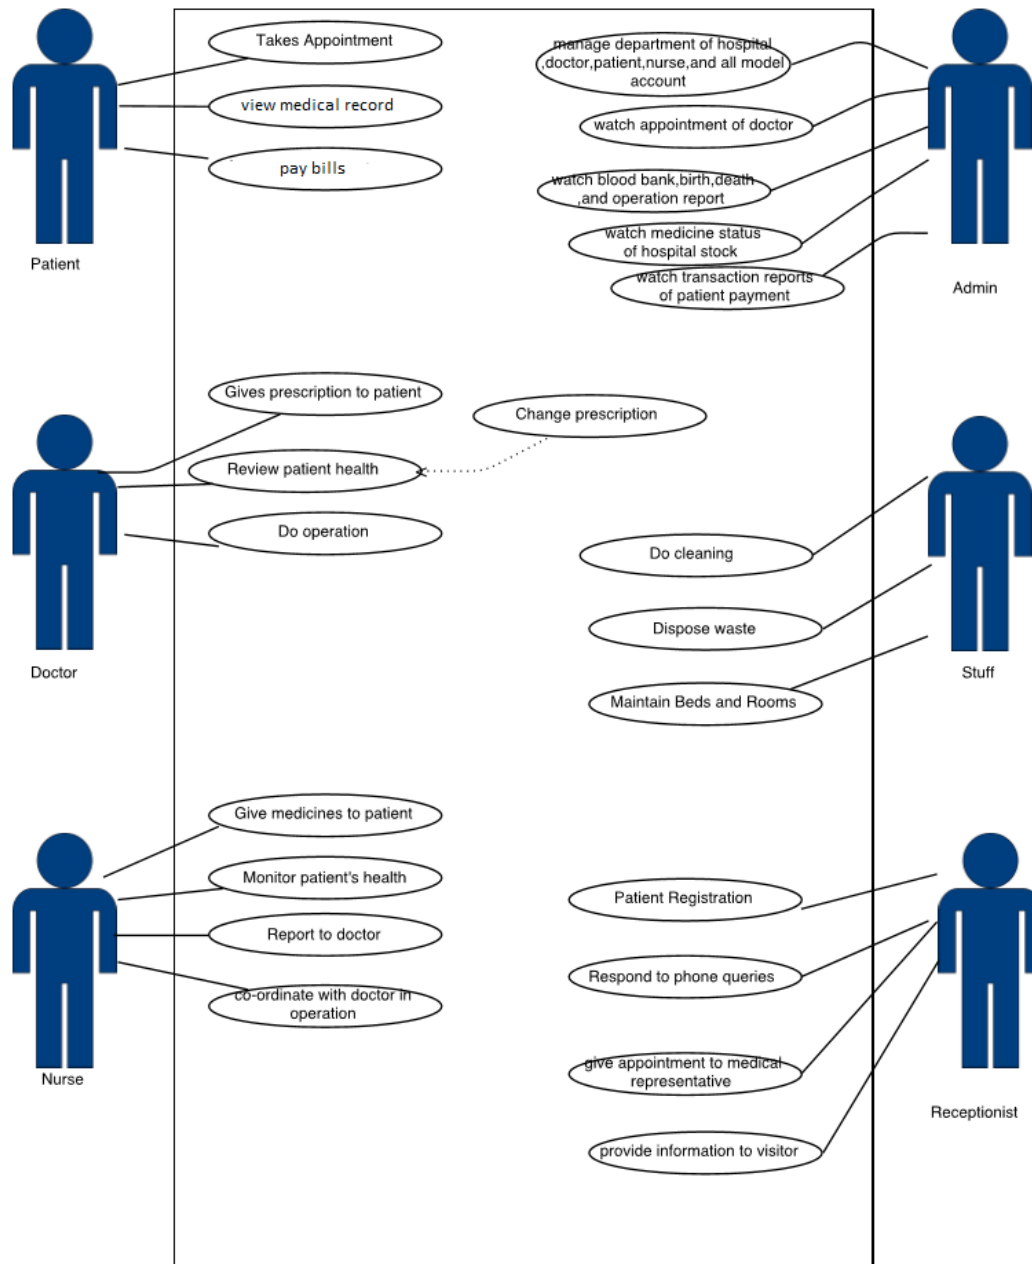 Takes Appointment
view medical record
pay bills
Patient
manage department of hospital
,doctor,patient,nurse,and all model
account
watch appointment of doctor
watch blood bank,birth,death
,and operation report
watch medicine status
of hospital stock
watch transaction reports
of patient payment
Admin
Gives prescription to patient
Change prescription
Review patient health
Do operation
Doctor
Do cleaning
Dispose waste
Maintain Beds and Rooms
Stuff
Give medicines to patient
Monitor patient's health
Report to doctor
co-ordinate with doctor in
operation
Nurse
Patient Registration
Respond to phone queries
give appointment to medical
representative
provide information to visitor
Receptionist